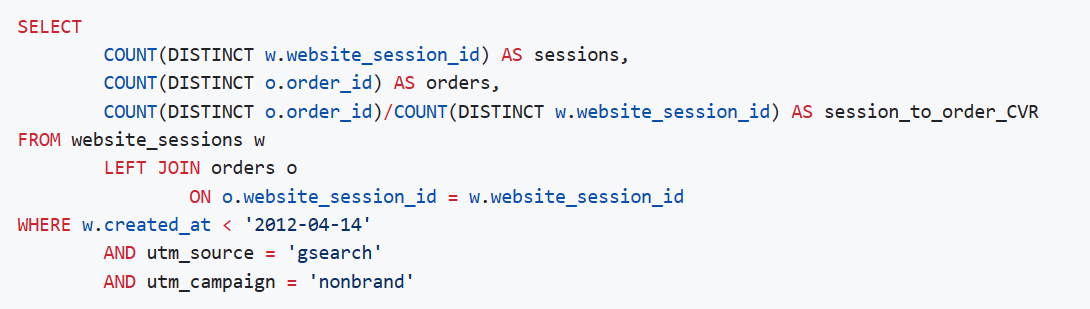 SELECT
COUNT(DISTINCT w.website_session_id) AS sessions,
COUNT(DISTINCT o.order_id) AS orders,
COUNT(DISTINCT o.order_id)/COUNT(DISTINCT w.website_session_id) AS session_to_order_CVR
FROM website_sessions w
LEFT JOIN orders o
ON o.website_session_id = w.website_session_id
WHERE w.created_at < '2012-04-14'
AND utm_source = 'gsearch'
AND utm_campaign = 'nonbrand'